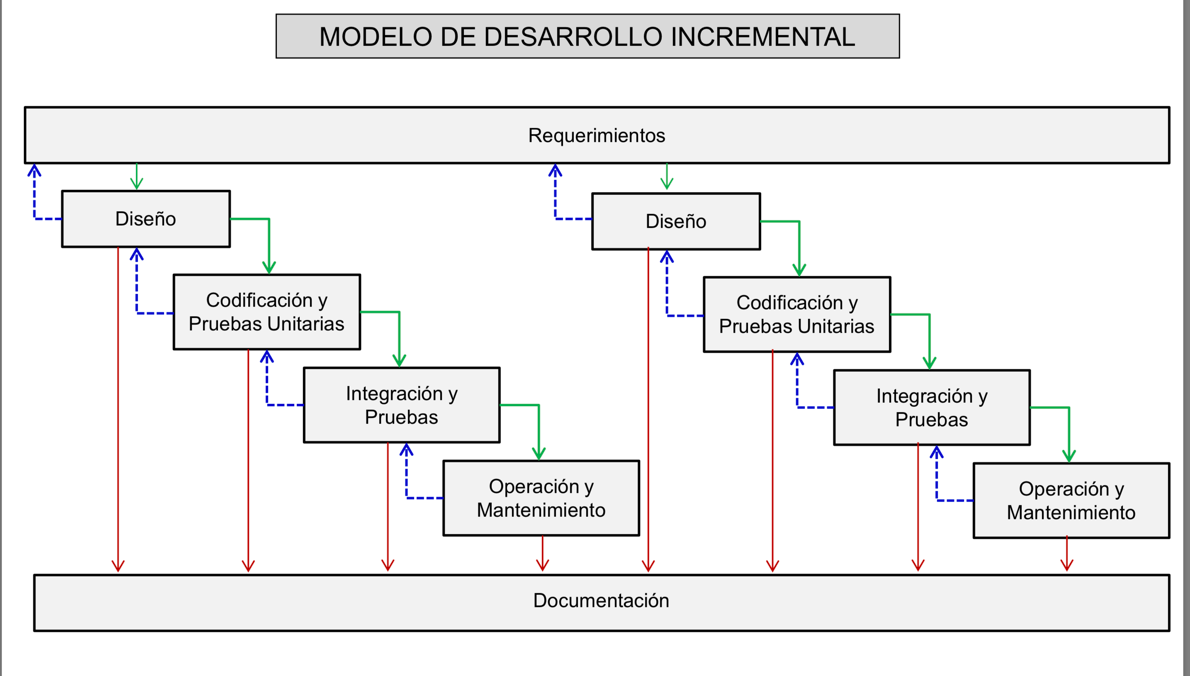 MODELO DE DESARROLLO INCREMENTAL
Requerimientos
Diseño
Codificación y
Pruebas Unitarias
Integración y
Pruebas
Operación y
Mantenimiento
Diseño
Codificación y
Pruebas Unitarias
Integración y
Pruebas
Operación y
Mantenimiento
Documentación